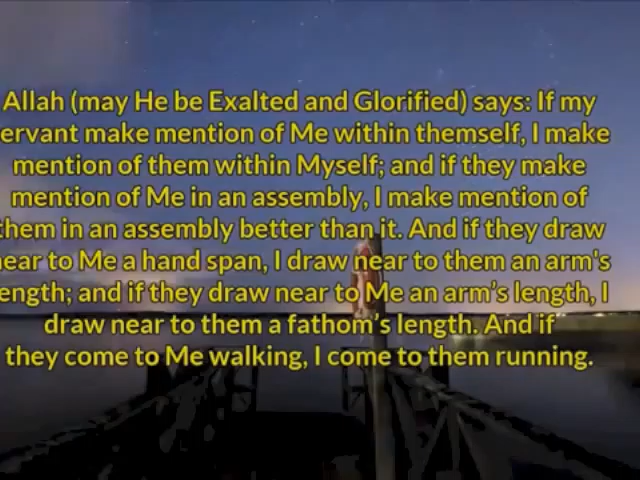 Allah (may He be Exalted and Glorified) says: If my
ervant make mention of Me within themself, I make
mention of them within Myself; and if they make
mention of Me in an assembly, I make mention of
them in an assembly better than it. And if they draw
near to Me a hand span, I draw near to them an arm's
ength; and if they draw near to Me an arm's length, I
draw near to them a fathom's length. And if
they come to Me walking, I come to them running.